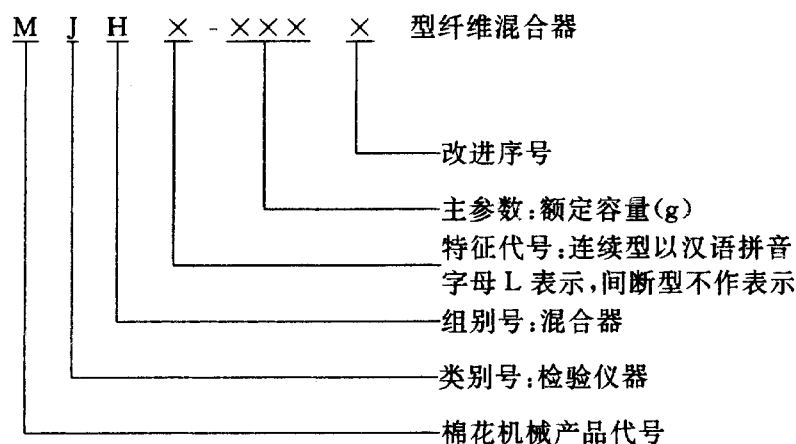 M J H × - ××× × 型纤维混合器
改进序号
主参数:额定容量(g)
特征代号:连续型以汉语拼音
字母 L 表示,间断型不作表示
组别号:混合器
类别号:检验仪器
棉花机械产品代号